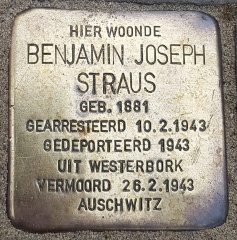 HIER WOONDE
BENJAMIN JOSEPH
STRAUS
GEB. 1881
GEARRESTEERD 10.2.1943
GEDEPORTEERD 1943
UIT WESTERBORK
VERMOORD 26.2.1943
AUSCHWITZ